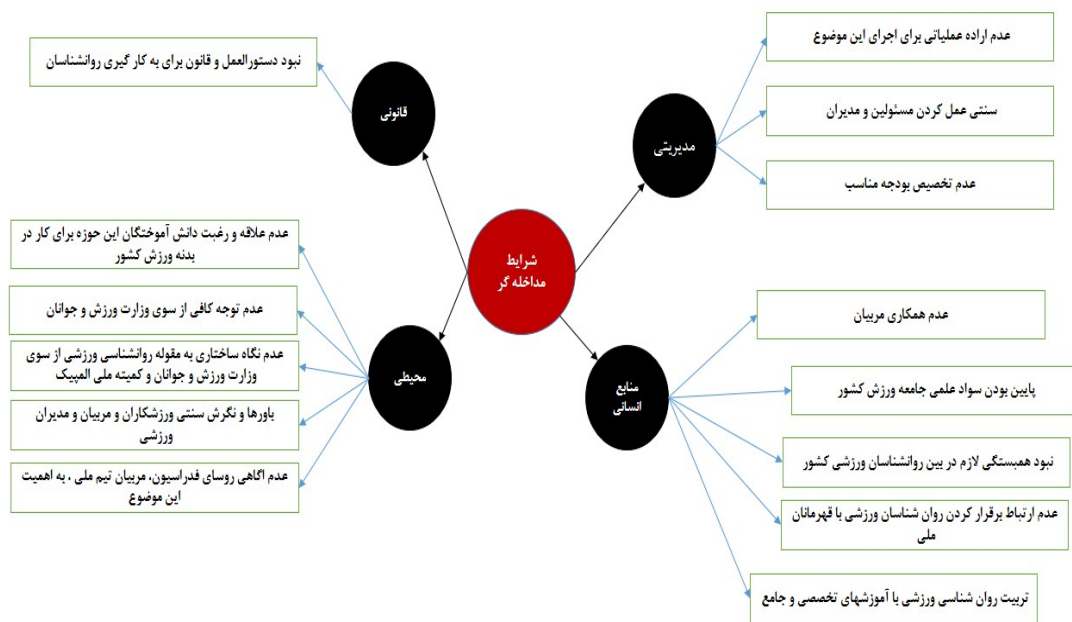 عدم اراده عملیاتی برای اجرای این موضوع
سنتی عمل کردن مسئولین و مدیران
عدم تخصیص بودجه مناسب
مدیریتی
نبود دستورالعمل و قانون برای به کار گیری روانشناسان
قانونی
شرایط
مداخله گر
عدم همکاری مربیان
پایین بودن سواد علمی جامعه ورزش کشور
نبود همبستگی لازم در بین روانشناسان ورزشی کشور
عدم ارتباط برقرار کردن روان شناسان ورزشی با قهرمانان
ملی
تربیت روان شناسی ورزشی با آموزشهای تخصصی و جامع
منابع
انسانی
عدم علاقه و رغبت دانش آموختگان این حوزه برای کار در
بدنه ورزش کشور
عدم توجه کافی از سوی وزارت ورزش و جوانان
عدم نگاه ساختاری به مقوله روانشناسی ورزشی از سوی
وزارت ورزش و جوانان و کمیته ملی المپیک
باورها و نگرش سنتی ورزشکاران و مربیان و مدیران
ورزشی
عدم اگاهی روسای فدراسیون، مربیان تیم ملی ، به اهمیت
این موضوع
محیطی